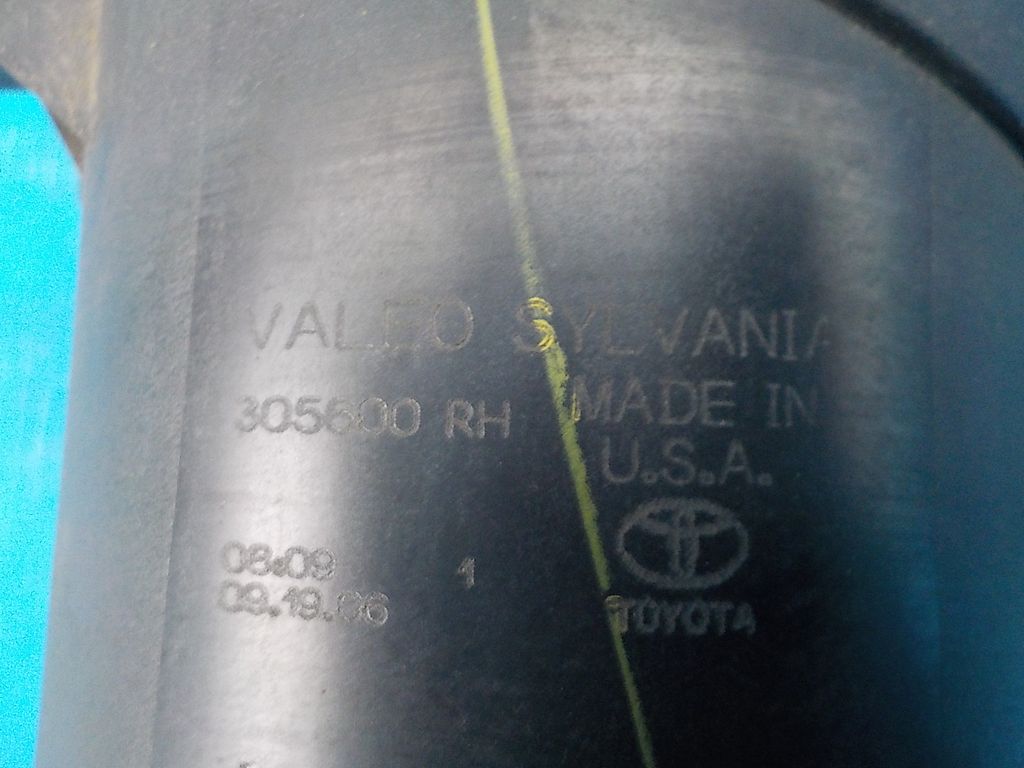 VALEO SYLVANIA
305600 RH
MADE IN
U.S.A.
08:09
09.19.06
1
TOYOTA